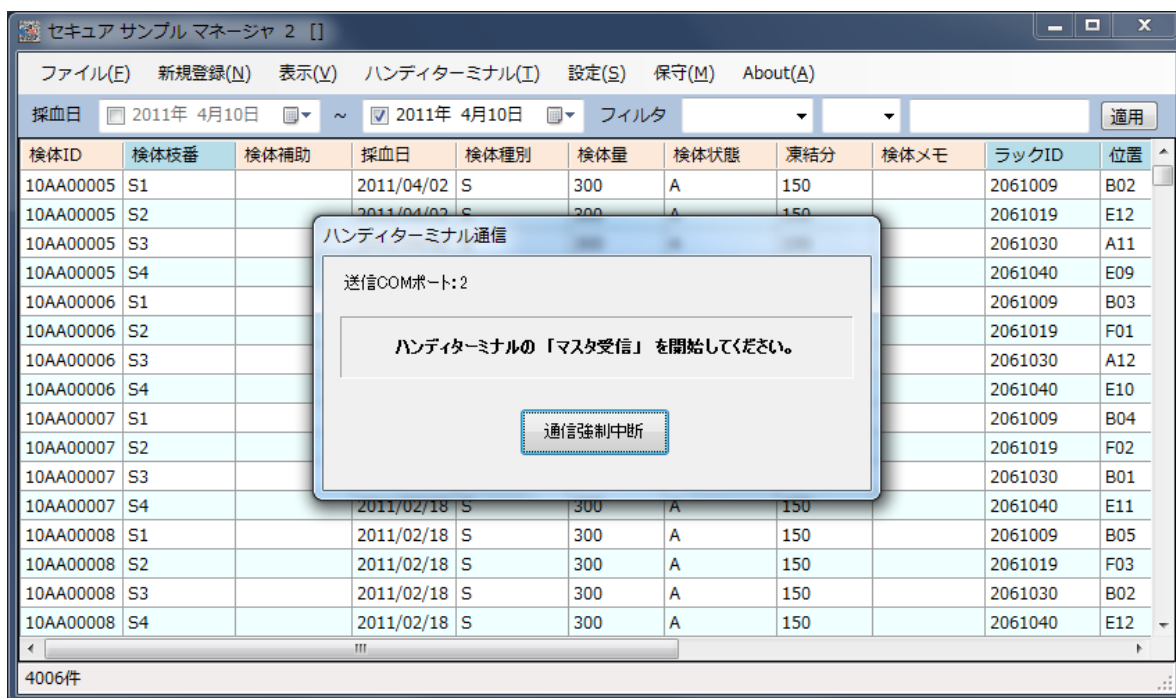 セキュア サンプル マネージャ 2 []
ファイル(F) 新規登録(N) 表示(V) ハンディターミナル(T) 設定(S) 保守(M) About(A)
採血日 2011年 4月10日 ~ 2011年 4月10日 フィルタ 適用
検体ID 検体枝番 検体補助 採血日 検体種別 検体量 検体状態 凍結分 検体メモ ラックID 位置
10AA00005 S1 2011/04/02 S 300 A 150 2061009 B02
10AA00005 S2 2011/04/02 S 300 A 150 2061019 E12
10AA00005 S3 2061030 A11
10AA00005 S4 2061040 E09
10AA00006 S1 2061009 B03
10AA00006 S2 2061019 F01
10AA00006 S3 2061030 A12
10AA00006 S4 2061040 E10
10AA00007 S1 2061009 B04
10AA00007 S2 2061019 F02
10AA00007 S3 2061030 B01
10AA00007 S4 2011/02/18 S 300 A 150 2061040 E11
10AA00008 S1 2011/02/18 S 300 A 150 2061009 B05
10AA00008 S2 2011/02/18 S 300 A 150 2061019 F03
10AA00008 S3 2011/02/18 S 300 A 150 2061030 B02
10AA00008 S4 2011/02/18 S 300 A 150 2061040 E12
4006件
ハンディターミナル通信
送信COMポート:2
ハンディターミナルの 「マスタ受信」 を開始してください。
通信強制中断